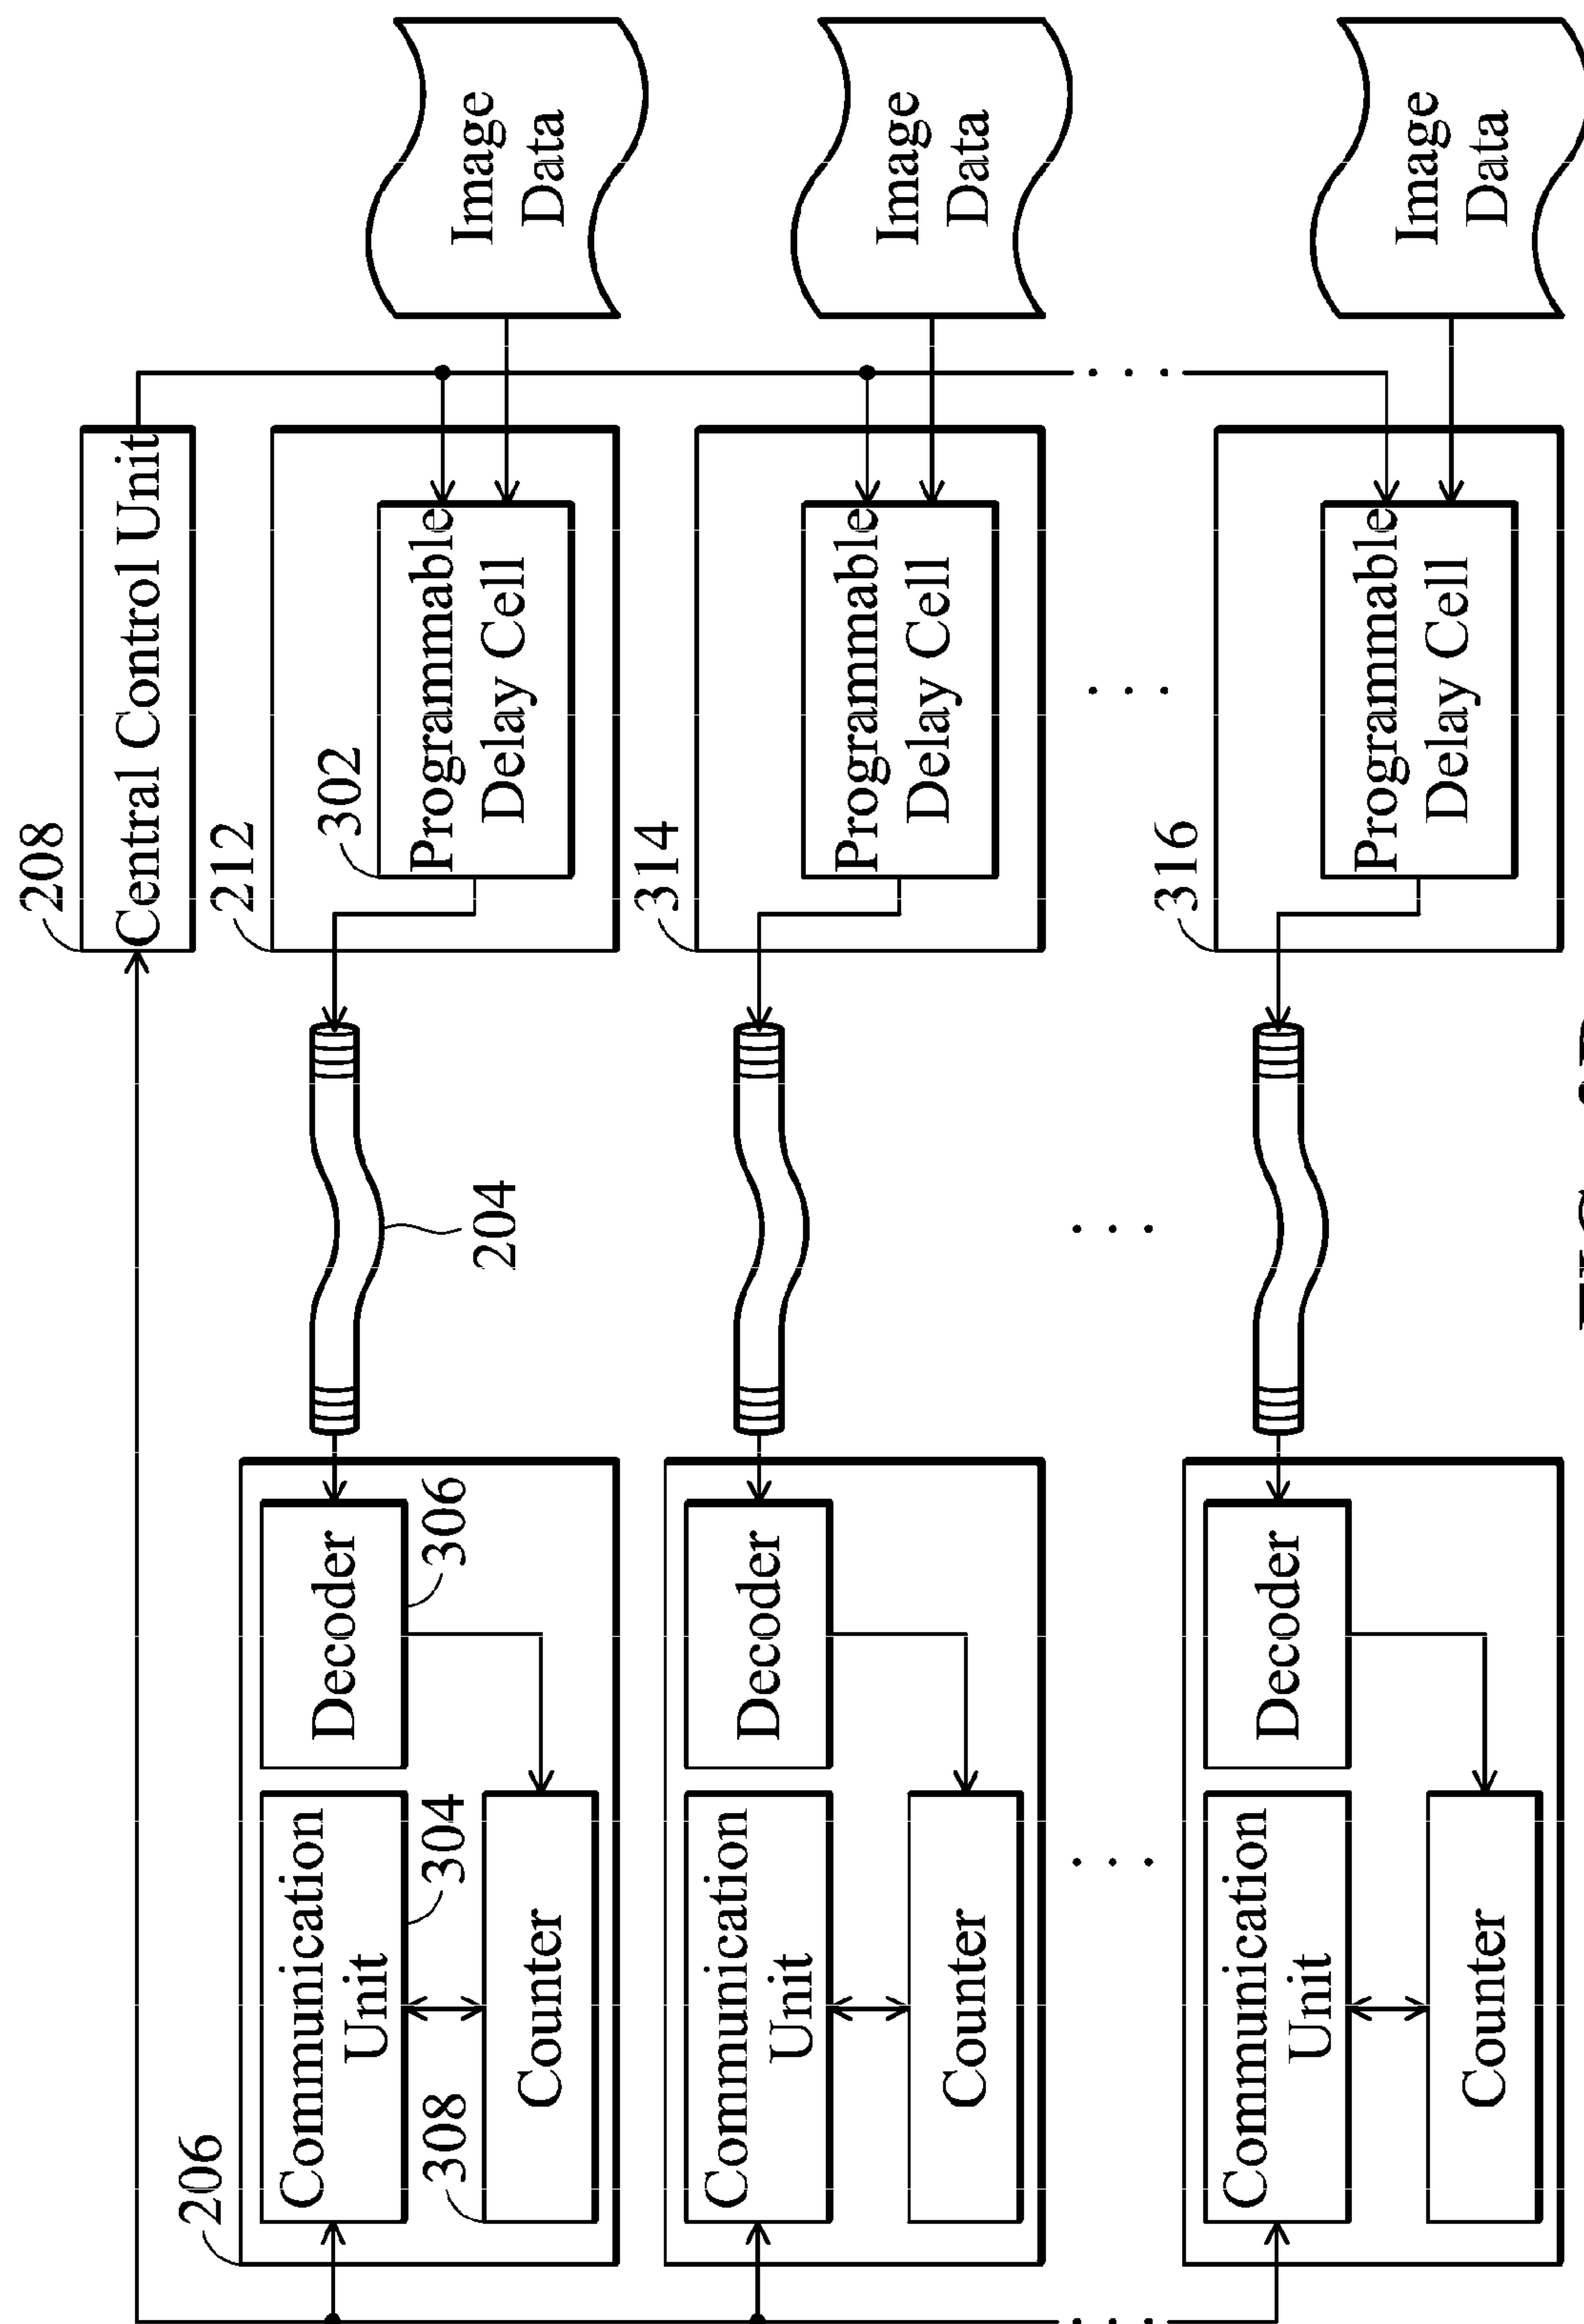 208
Central Control Unit
206
Communication
Unit
304
Decoder
306
308
Counter
204
212
302
Programmable
Delay Cell
Image
Data
Communication
Unit
Decoder
Counter
314
Programmable
Delay Cell
Image
Data
. . .
. . .
. . .
. . .
. . .
Communication
Unit
Decoder
Counter
316
Programmable
Delay Cell
Image
Data